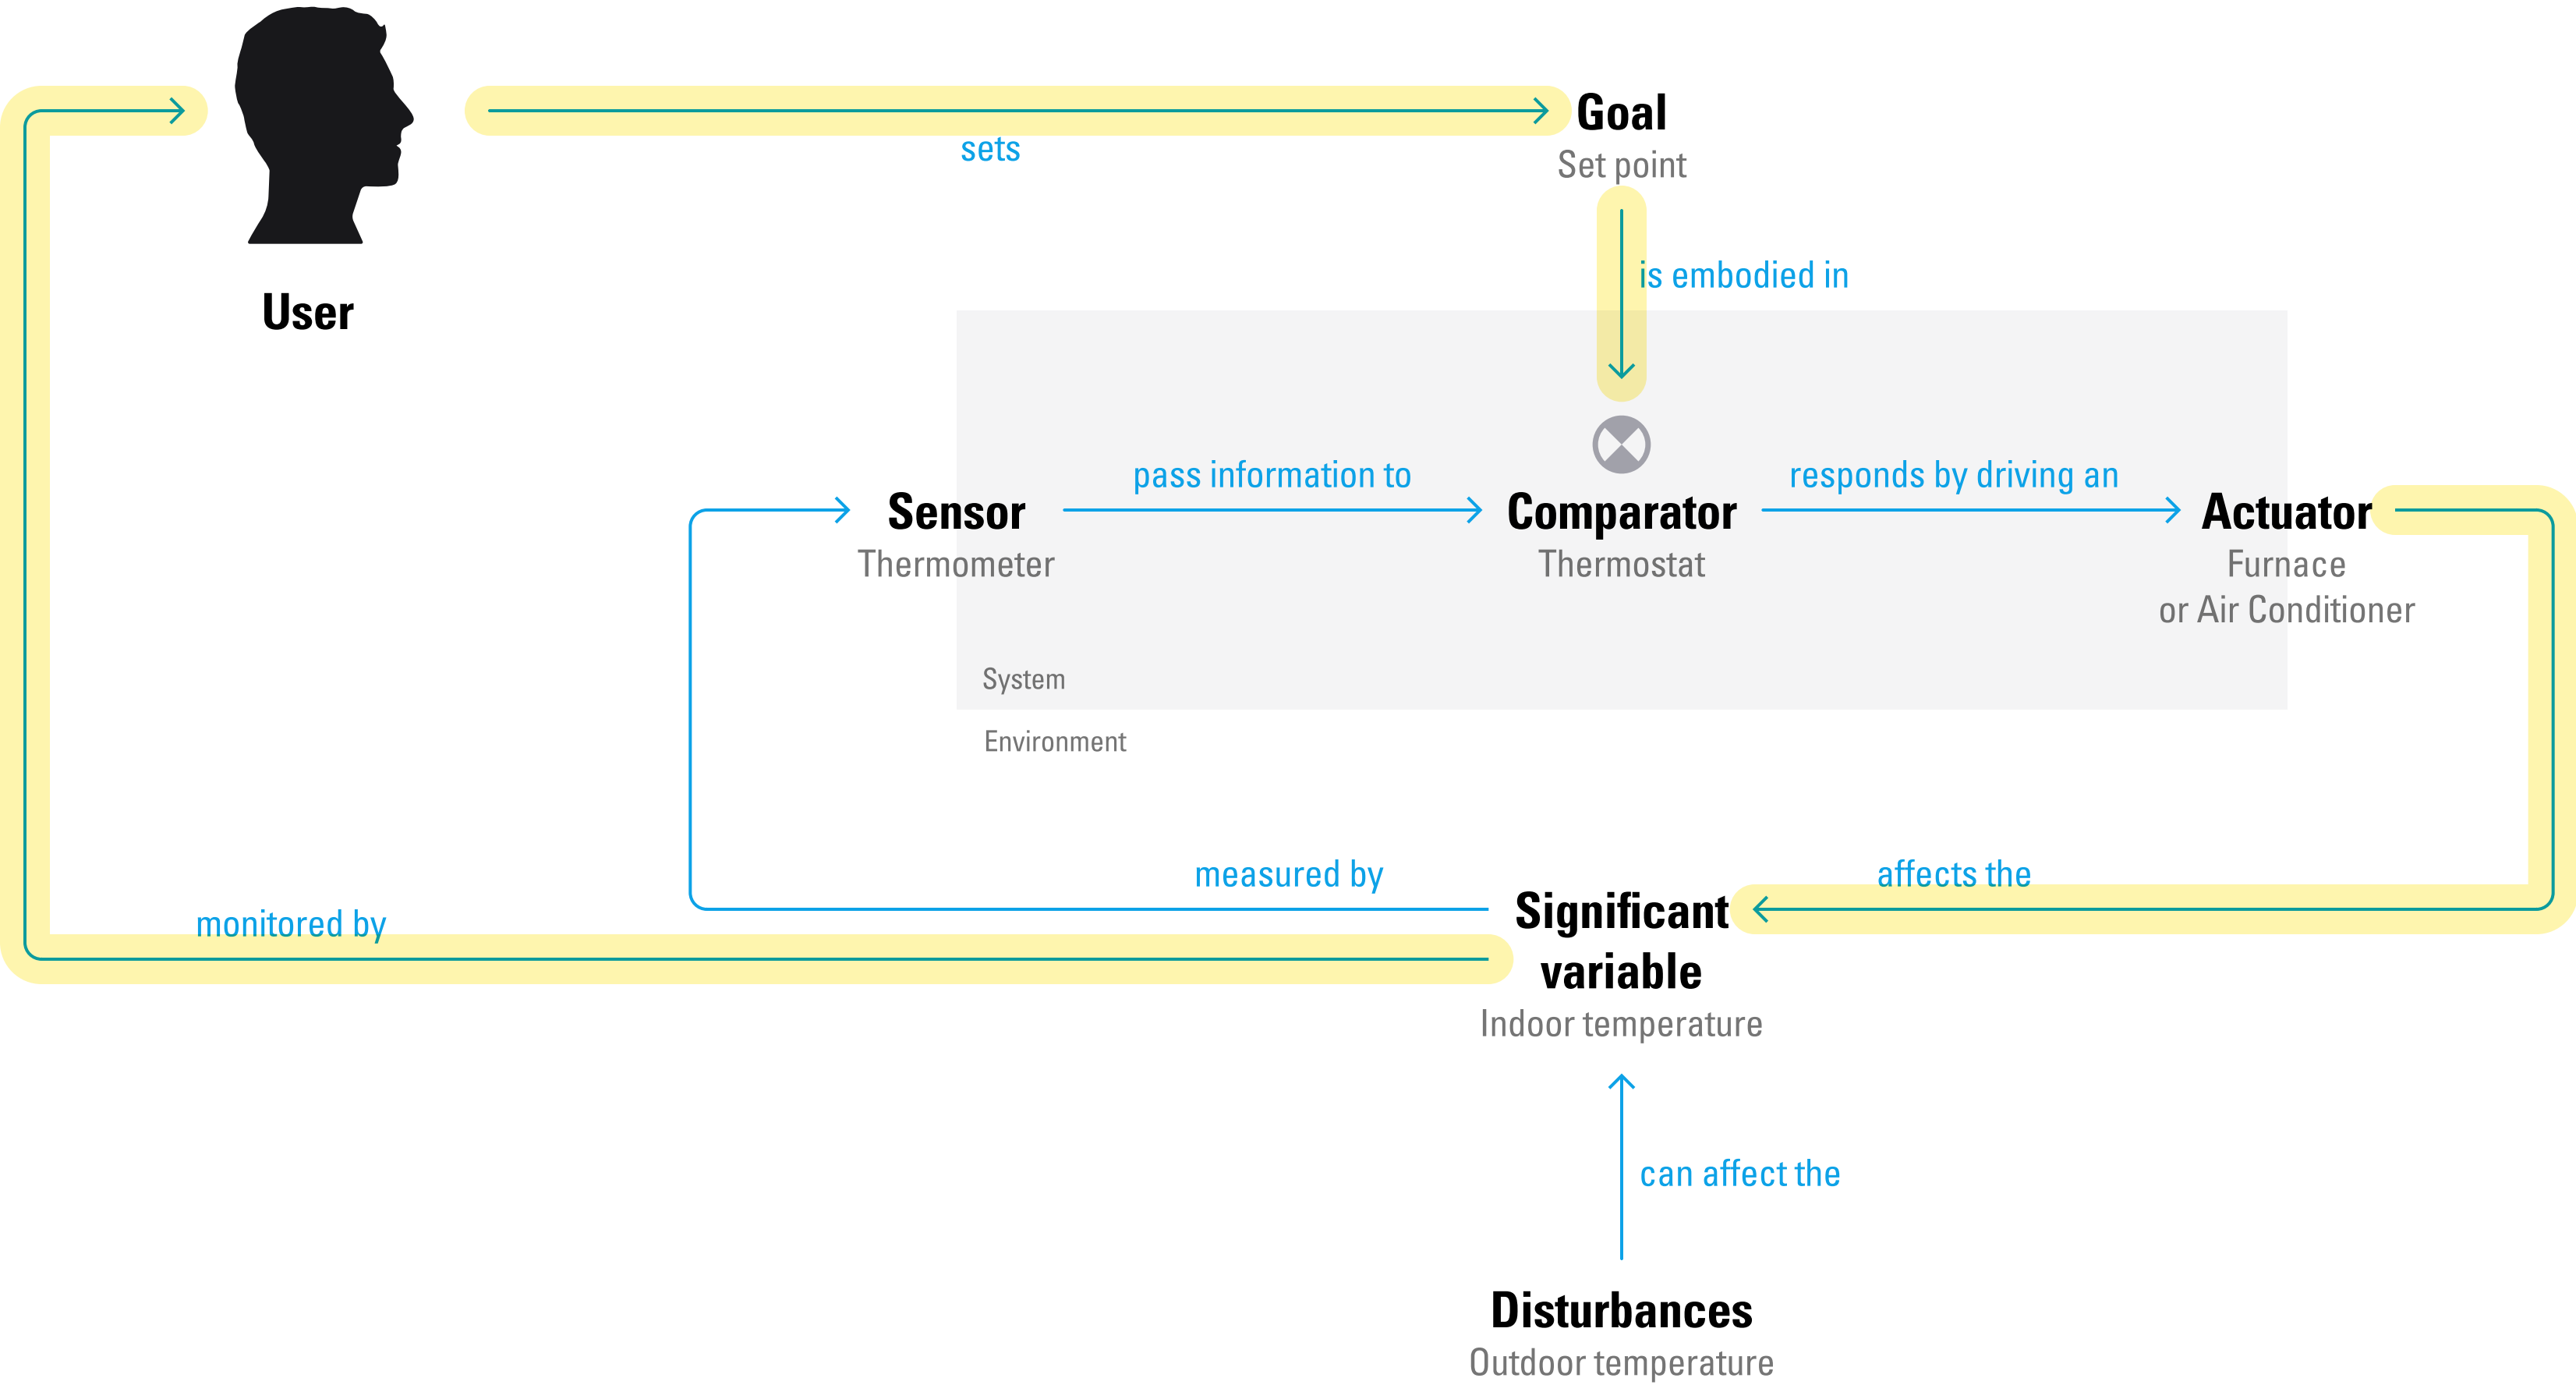 sets
Goal
Set point
is embodied in
User
pass information to
responds by driving an
Sensor
Thermometer
Comparator
Thermostat
Actuator
Furnace
or Air Conditioner
System
Environment
measured by
affects the
monitored by
Significant
variable
Indoor temperature
can affect the
Disturbances
Outdoor temperature